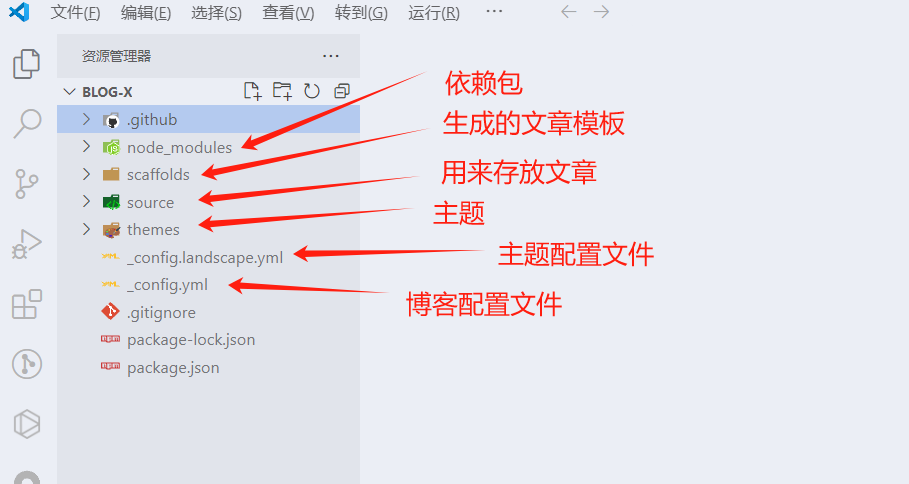 文件(F) 编辑(E) 选择(S) 查看(V) 转到(G) 运行(R) ···
资源管理器 ···
BLOG-X
.github
node_modules
scaffolds
source
themes
_config.landscape.yml
_config.yml
.gitignore
package-lock.json
package.json
依赖包
生成的文章模板
用来存放文章
主题
主题配置文件
博客配置文件